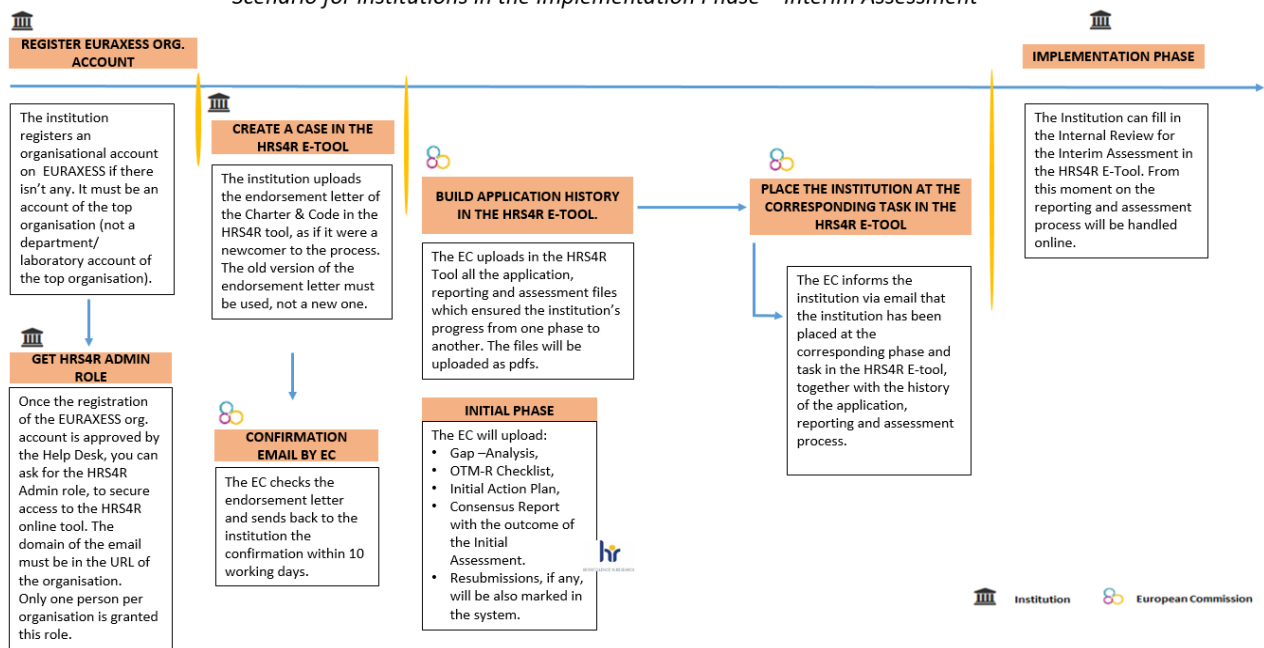 Scenario for Institutions in the Implementation Phase – Interim Assessment
REGISTER EURAXESS ORG.
ACCOUNT
The institution
registers an
organisational account
on EURAXESS if there
isn’t any. It must be an
account of the top
organisation (not a
department/
laboratory account of
the top organisation).
GET HRS4R ADMIN
ROLE
Once the registration
of the EURAXESS org.
account is approved by
the Help Desk, you can
ask for the HRS4R
Admin role, to secure
access to the HRS4R
online tool. The
domain of the email
must be in the URL of
the organisation.
Only one person per
organisation is granted
this role.
CREATE A CASE IN THE
HRS4R E-TOOL
The institution uploads
the endorsement letter of
the Charter & Code in the
HRS4R tool, as if it were a
newcomer to the process.
The old version of the
endorsement letter must
be used, not a new one.
CONFIRMATION
EMAIL BY EC
The EC checks the
endorsement letter
and sends back to the
institution the
confirmation within 10
working days.
BUILD APPLICATION HISTORY
IN THE HRS4R E-TOOL.
The EC uploads in the HRS4R
Tool all the application,
reporting and assessment files
which ensured the institution’s
progress from one phase to
another. The files will be
uploaded as pdfs.
INITIAL PHASE
The EC will upload:
• Gap –Analysis,
• OTM-R Checklist,
• Initial Action Plan,
• Consensus Report
with the outcome of
the Initial
Assessment.
• Resubmissions, if any,
will be also marked in
the system.
hr
PLACE THE INSTITUTION AT THE
CORRESPONDING TASK IN THE
HRS4R E-TOOL
The EC informs the
institution via email that
the institution has been
placed at the
corresponding phase and
task in the HRS4R E-tool,
together with the history
of the application,
reporting and assessment
process.
IMPLEMENTATION PHASE
The Institution can fill in
the Internal Review for
the Interim Assessment in
the HRS4R E-Tool. From
this moment on the
reporting and assessment
process will be handled
online.
Institution
European Commission